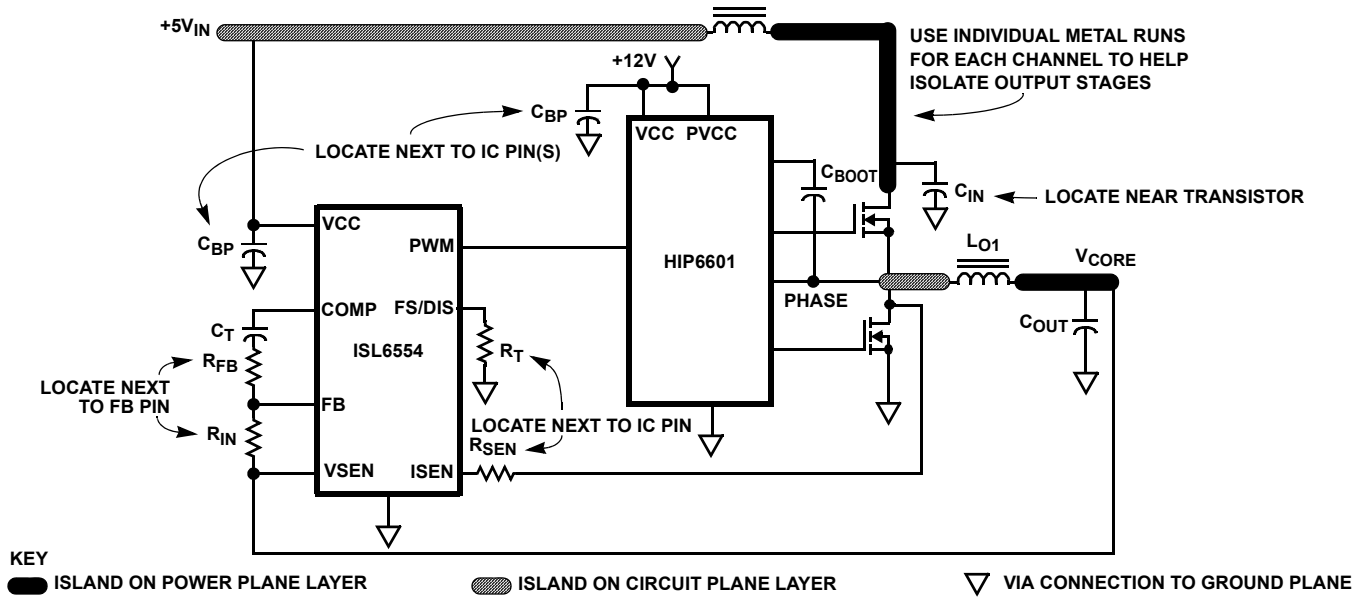 +5VIN
USE INDIVIDUAL METAL RUNS
FOR EACH CHANNEL TO HELP
ISOLATE OUTPUT STAGES
+12V
CBP
VCC PVCC
LOCATE NEXT TO IC PIN(S)
CBOOT
CIN
LOCATE NEAR TRANSISTOR
VCC
CBP
PWM
HIP6601
LO1
VCORE
PHASE
COMP
FS/DIS
CT
COUT
ISL6554
RFB
RT
LOCATE NEXT
TO FB PIN
FB
RIN
LOCATE NEXT TO IC PIN
RSEN
VSEN
ISEN
KEY
ISLAND ON POWER PLANE LAYER
ISLAND ON CIRCUIT PLANE LAYER
VIA CONNECTION TO GROUND PLANE